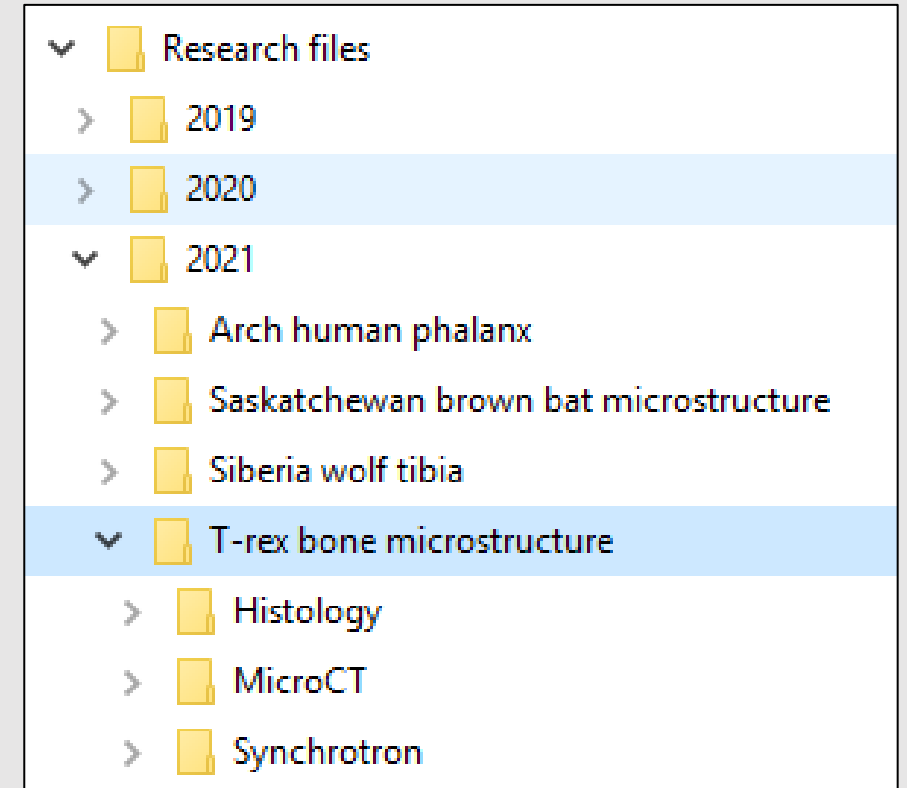 Research files
2019
2020
2021
Arch human phalanx
Saskatchewan brown bat microstructure
Siberia wolf tibia
T-rex bone microstructure
Histology
MicroCT
Synchrotron